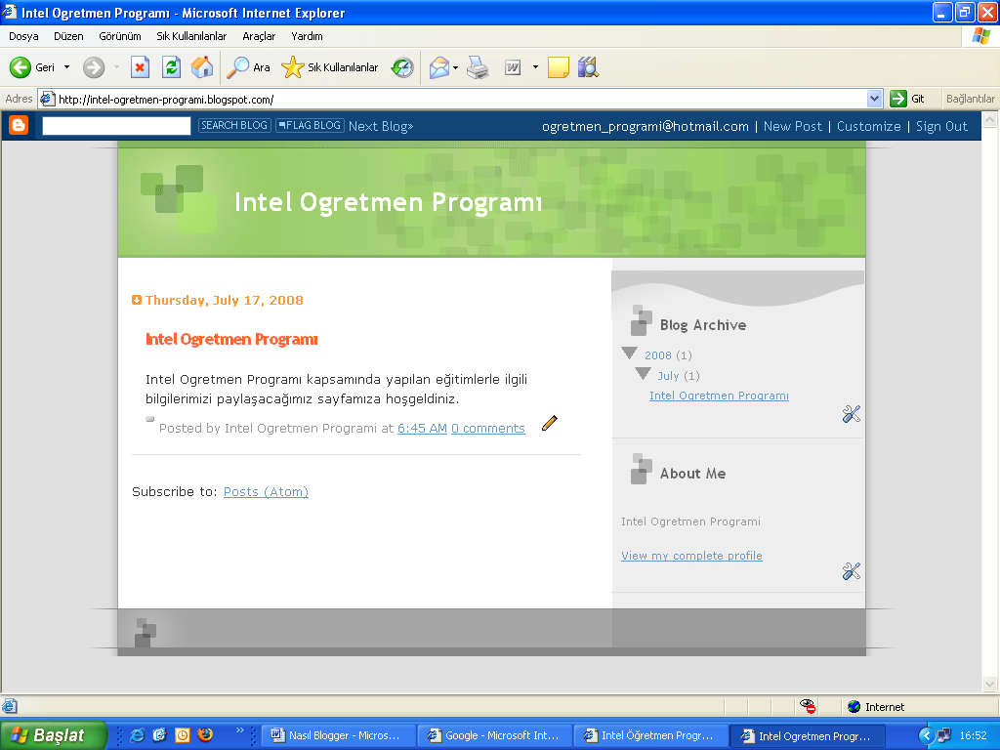 Intel Ogretmen Programı - Microsoft Internet Explorer
Dosya Düzen Görünüm Sık Kullanılanlar Araçlar Yardım
Geri Ara Sık Kullanılanlar
Adres http://intel-ogretmen-programi.blogspot.com/ Git Bağlantılar
SEARCH BLOG FLAG BLOG Next Blog» ogretmen_programi@hotmail.com | New Post | Customize | Sign Out
Intel Ogretmen Programı
Thursday, July 17, 2008
Intel Ogretmen Programı
Intel Ogretmen Programı kapsamında yapılan eğitimlerle ilgili
bilgilerimizi paylaşacağımız sayfamıza hoşgeldiniz.
Posted by Intel Ogretmen Programi at 6:45 AM 0 comments
Subscribe to: Posts (Atom)
Blog Archive
2008 (1)
July (1)
Intel Ogretmen Programı
About Me
Intel Ogretmen Programi
View my complete profile
Internet
Başlat Nasıl Blogger - Micros... Google - Microsoft Int... Intel Öğretmen Progr... Intel Ogretmen Progr... 16:52